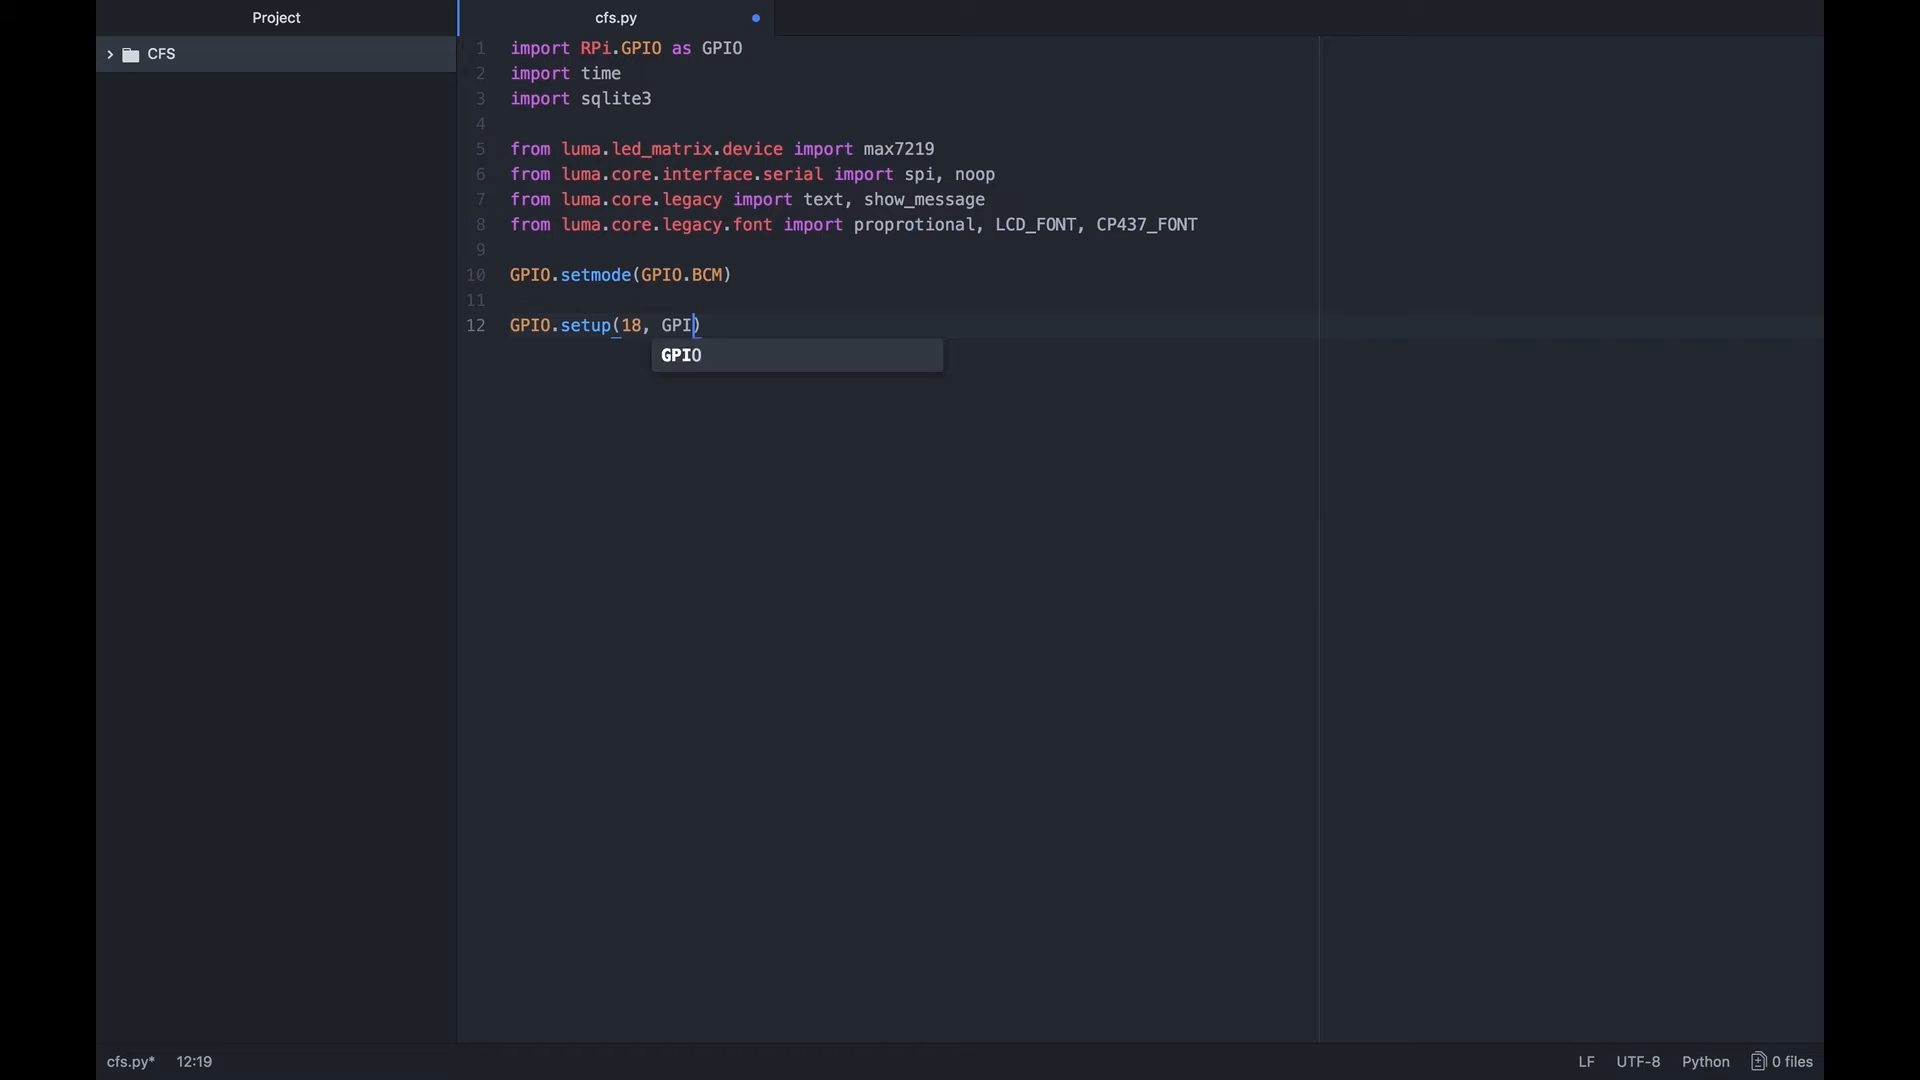 Project
cfs.py
CFS
1 import RPi.GPIO as GPIO
2 import time
3 import sqlite3
4
5 from luma.led_matrix.device import max7219
6 from luma.core.interface.serial import spi, noop
7 from luma.core.legacy import text, show_message
8 from luma.core.legacy.font import proprotional, LCD_FONT, CP437_FONT
9
10 GPIO.setmode(GPIO.BCM)
11
12 GPIO.setup(18, GPI)
GPIO
cfs.py* 12:19 LF UTF-8 Python 0 files